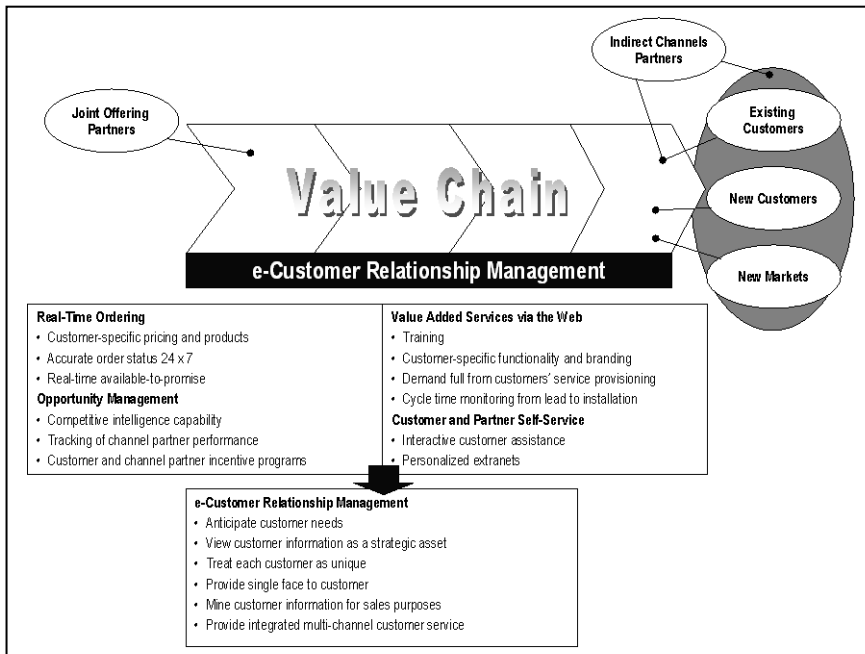 Indirect Channels
Partners
Joint Offering
Partners
Existing
Customers
Value Chain
New Customers
e-Customer Relationship Management
New Markets
Real-Time Ordering
• Customer-specific pricing and products
• Accurate order status 24 x 7
• Real-time available-to-promise
Opportunity Management
• Competitive intelligence capability
• Tracking of channel partner performance
• Customer and channel partner incentive programs
Value Added Services via the Web
• Training
• Customer-specific functionality and branding
• Demand full from customers' service provisioning
• Cycle time monitoring from lead to installation
Customer and Partner Self-Service
• Interactive customer assistance
• Personalized extranets
e-Customer Relationship Management
• Anticipate customer needs
• View customer information as a strategic asset
• Treat each customer as unique
• Provide single face to customer
• Mine customer information for sales purposes
• Provide integrated multi-channel customer service